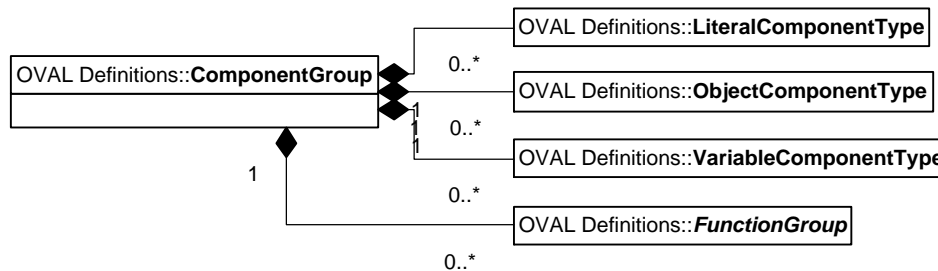 OVAL Definitions::LiteralComponentType
0..*
OVAL Definitions::ComponentGroup
OVAL Definitions::ObjectComponentType
1
1
1
0..*
OVAL Definitions::VariableComponentType
1
0..*
OVAL Definitions::FunctionGroup
0..*